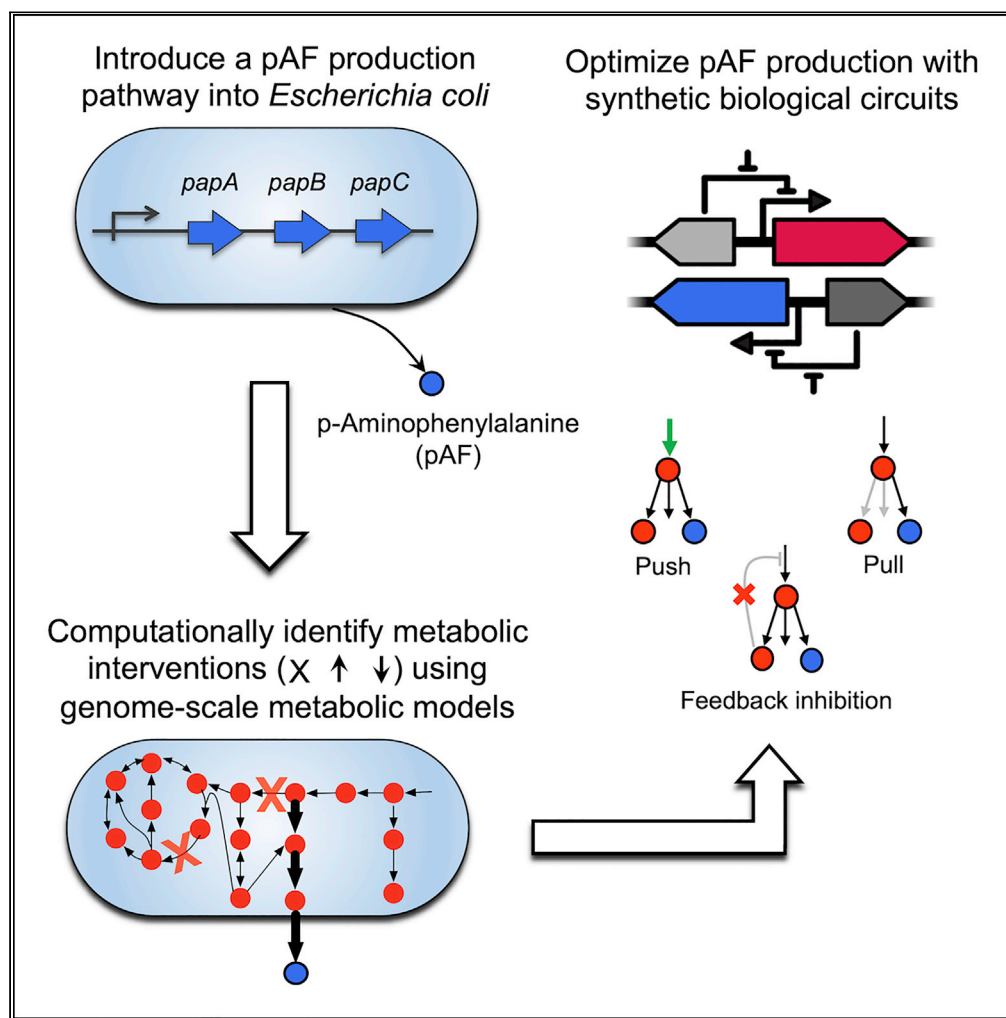 Introduce a pAF production
pathway into Escherichia coli
papA papB papC
p-Aminophenylalanine
(pAF)
Computationally identify metabolic
interventions (X ↑ ↓) using
genome-scale metabolic models
X
X
Optimize pAF production with
synthetic biological circuits
Push
Pull
Feedback inhibition